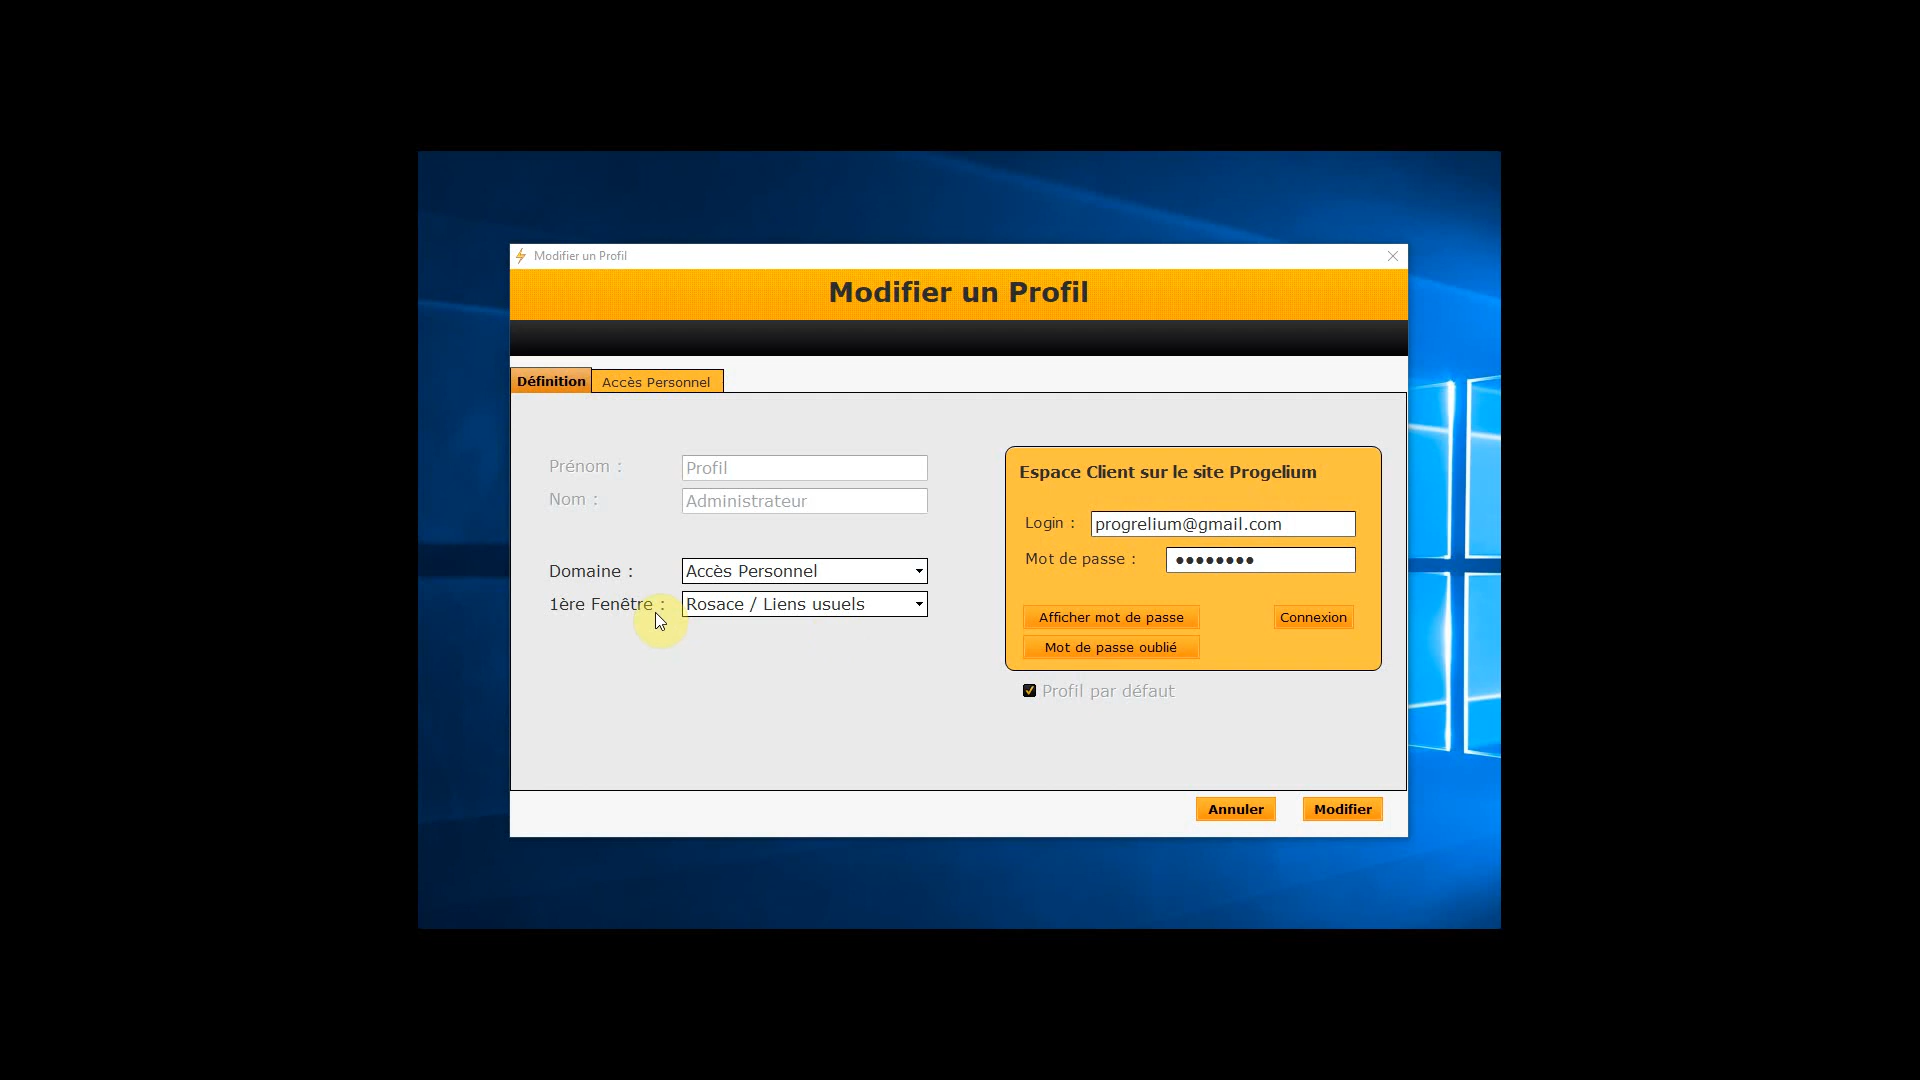 Modifier un Profil
Modifier un Profil
Définition
Accès Personnel
Prénom :
Profil
Nom :
Administrateur
Domaine :
Accès Personnel
1ère Fenêtre :
Rosace / Liens usuels
Espace Client sur le site Progelium
Login :
progrelium@gmail.com
Mot de passe :
●●●●●●●●
Afficher mot de passe
Connexion
Mot de passe oublié
Profil par défaut
Annuler
Modifier